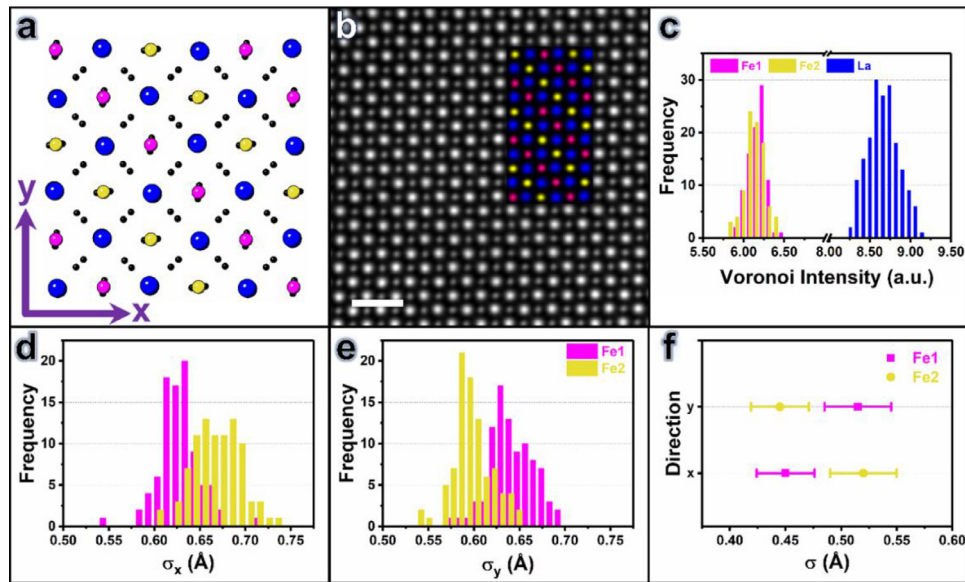 a
y
x
b
c
Fe1 Fe2 La
Frequency
30
20
10
0
5.50 6.00 6.50 8.00 8.50 9.00 9.50
Voronoi Intensity (a.u.)
d
Frequency
20
15
10
5
0
0.50 0.55 0.60 0.65 0.70 0.75
σx (Å)
e
Fe1
Fe2
Frequency
20
15
10
5
0
0.50 0.55 0.60 0.65 0.70 0.75
σy (Å)
f
Fe1
Fe2
Direction
y
x
0.40 0.45 0.50 0.55 0.60
σ (Å)